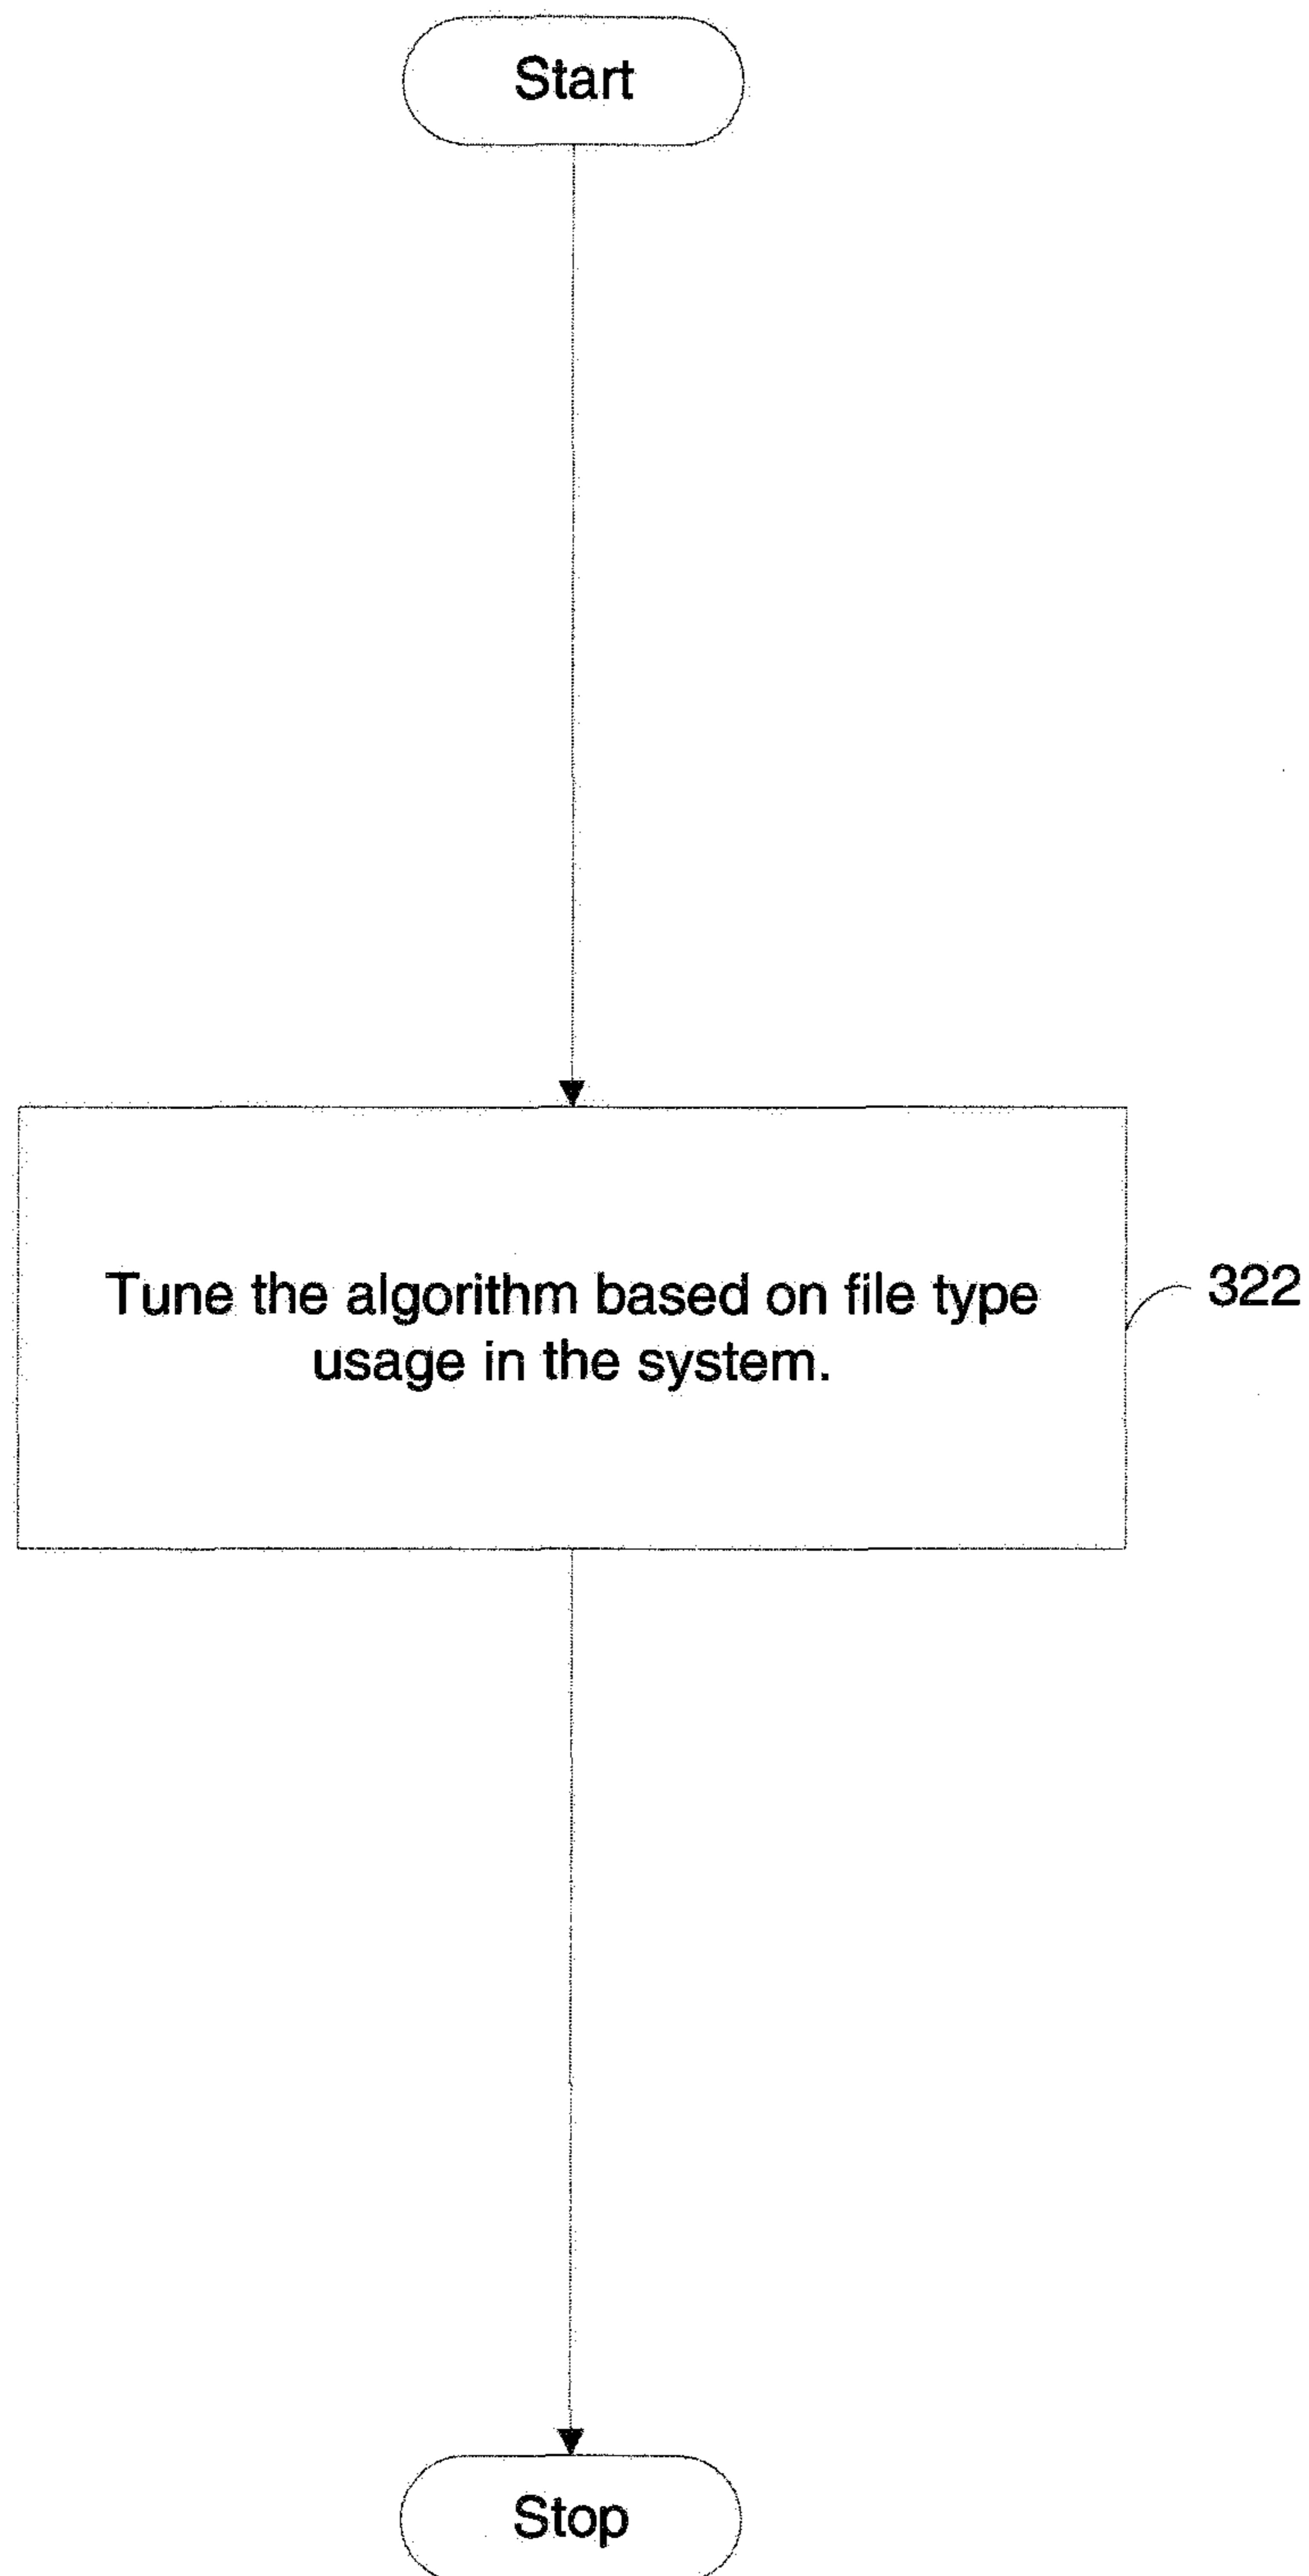 Start
Tune the algorithm based on file type
usage in the system.
322
Stop